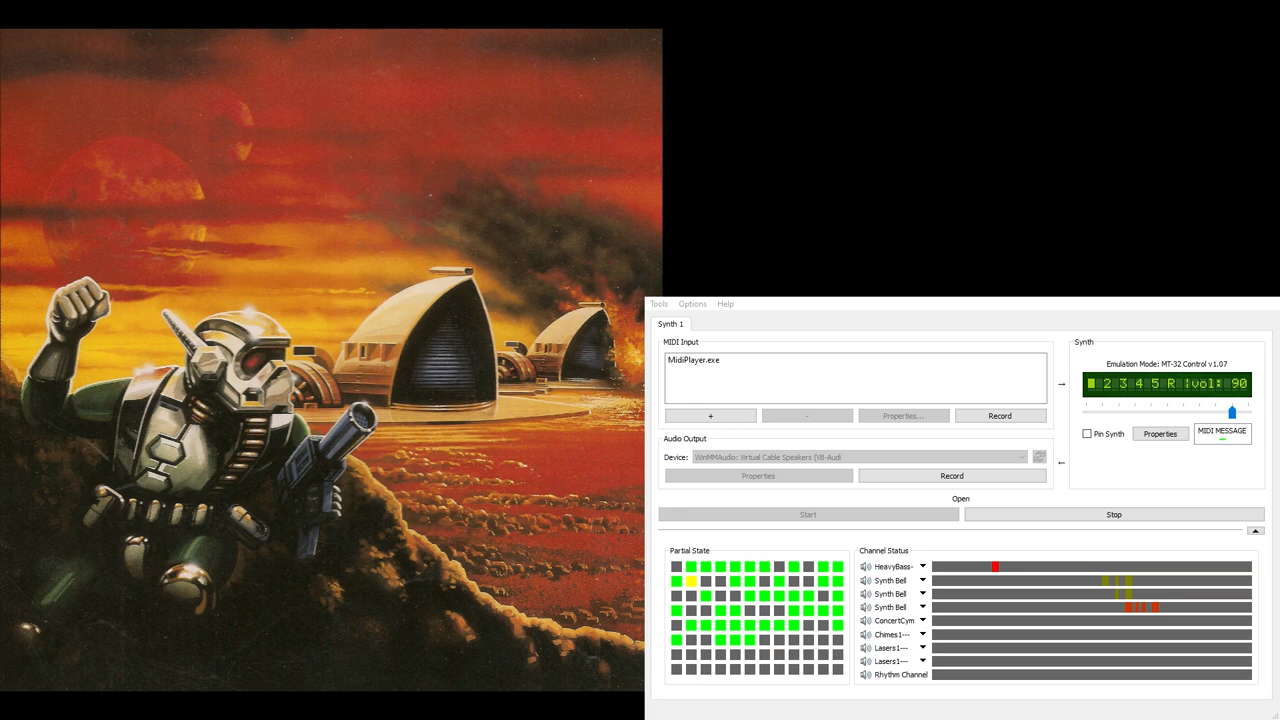 Tools Options Help
Synth 1
MIDI Input
MidiPlayer.exe
+ - Properties... Record
Audio Output
Device: WinMMAudio: Virtual Cable Speakers (VB-Audi
Properties Record
Synth
Emulation Mode: MT-32 Control v1.07
2 3 4 5 R |vol: 90
Pin Synth Properties MIDI MESSAGE
Open
Start Stop
Partial State
Channel Status
HeavyBass-
Synth Bell
Synth Bell
Synth Bell
ConcertCym
Chimes1---
Lasers1---
Lasers1---
Rhythm Channel